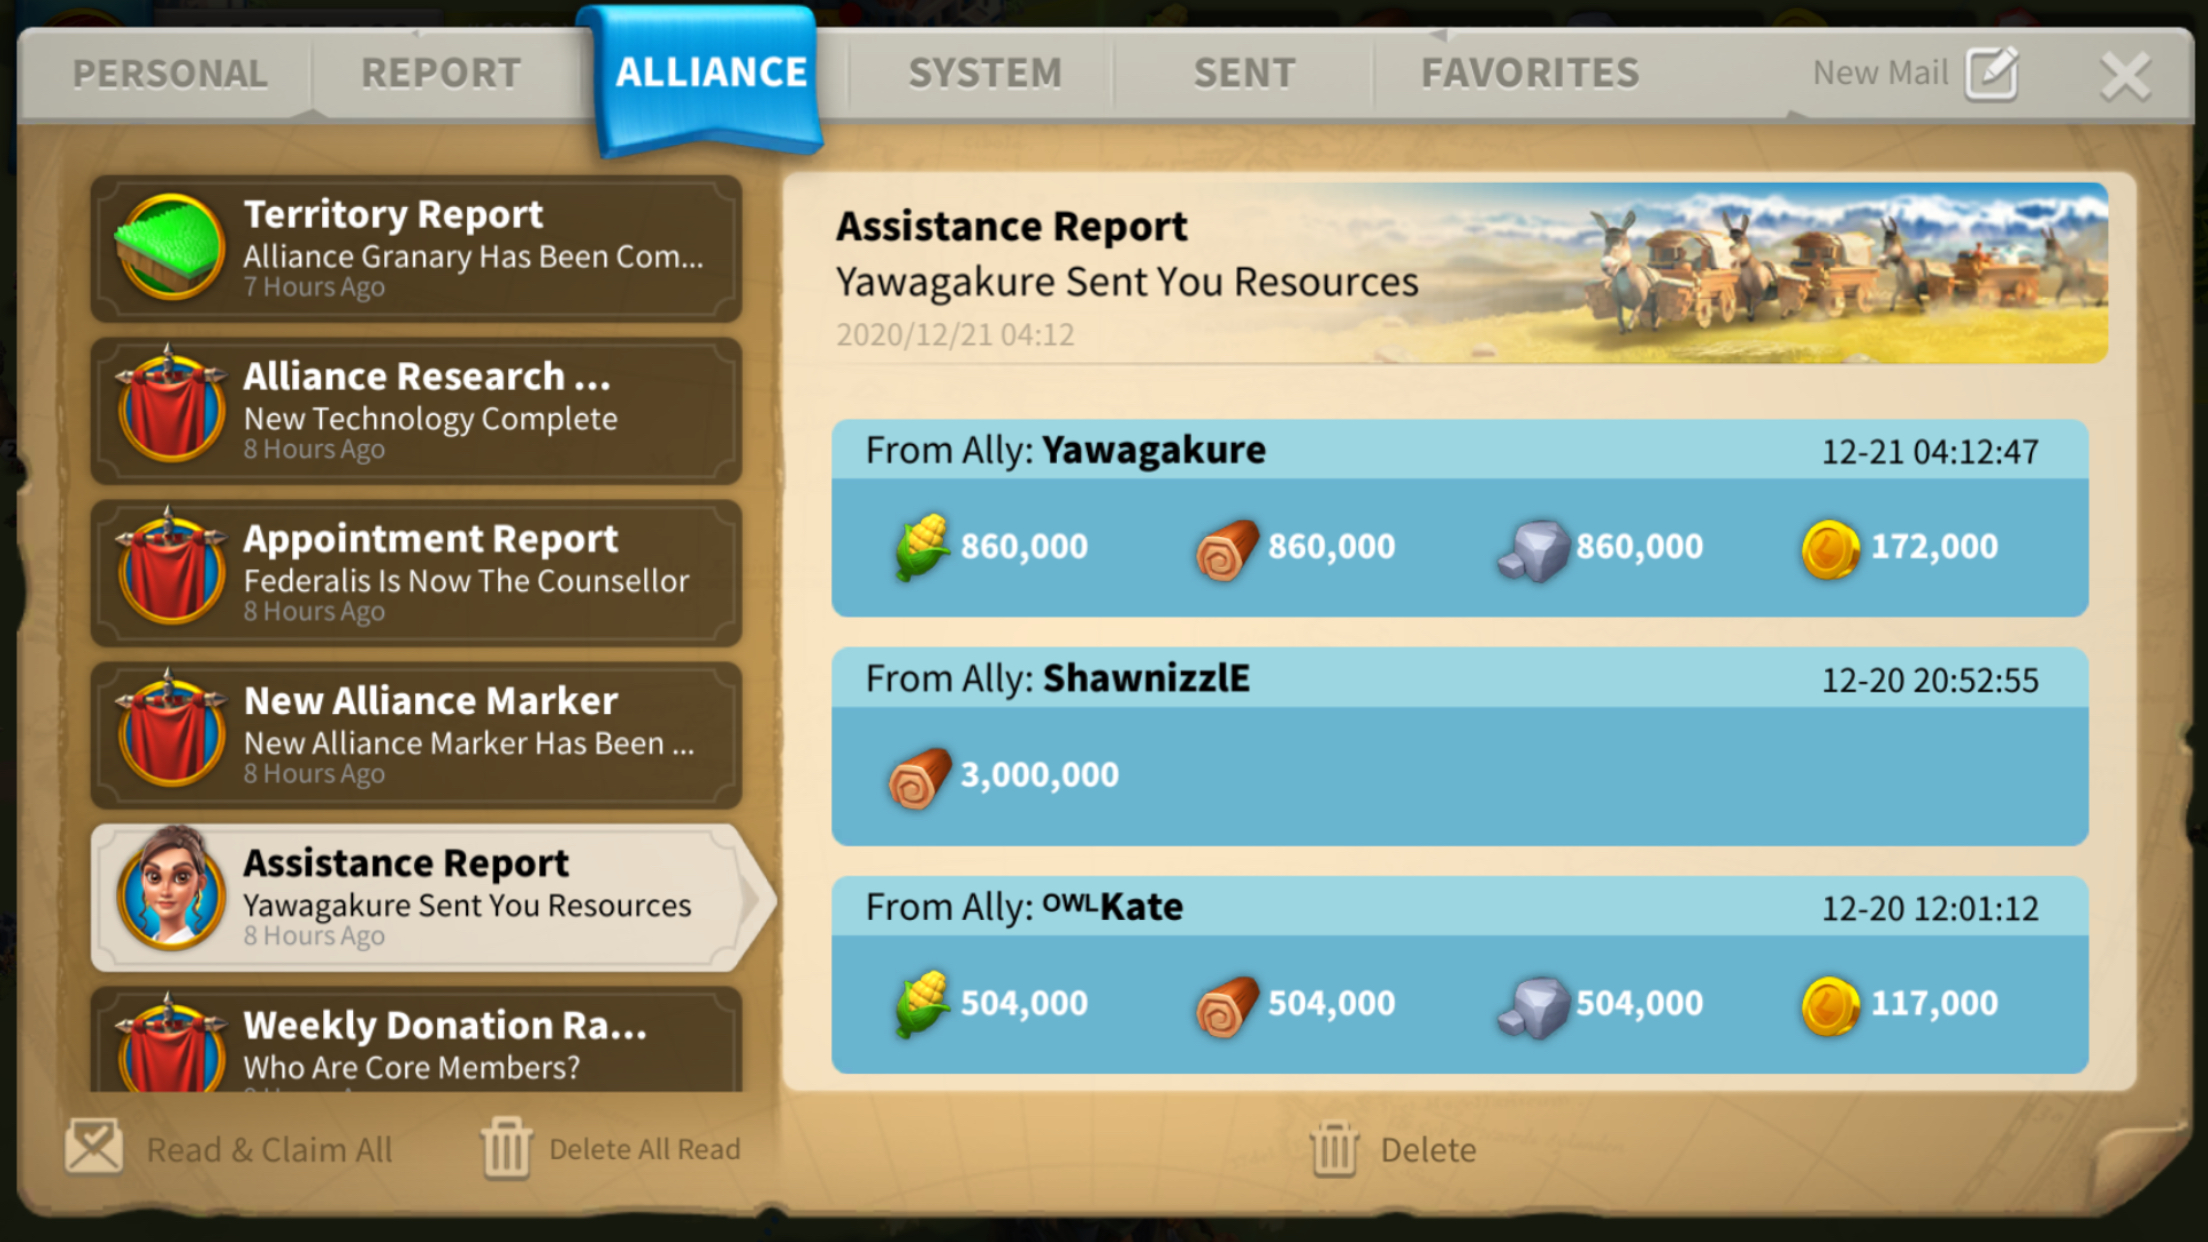 PERSONAL
REPORT
ALLIANCE
SYSTEM
SENT
FAVORITES
New Mail
Territory Report
Alliance Granary Has Been Com...
7 Hours Ago
Alliance Research ...
New Technology Complete
8 Hours Ago
Appointment Report
Federalis Is Now The Counsellor
8 Hours Ago
New Alliance Marker
New Alliance Marker Has Been ...
8 Hours Ago
Assistance Report
Yawagakure Sent You Resources
8 Hours Ago
Weekly Donation Ra...
Who Are Core Members?
Read & Claim All
Delete All Read
Assistance Report
Yawagakure Sent You Resources
2020/12/21 04:12
From Ally: Yawagakure 12-21 04:12:47
860,000 860,000 860,000 172,000
From Ally: ShawnizzlE 12-20 20:52:55
3,000,000
From Ally: ᴼᵂᴸKate 12-20 12:01:12
504,000 504,000 504,000 117,000
Delete